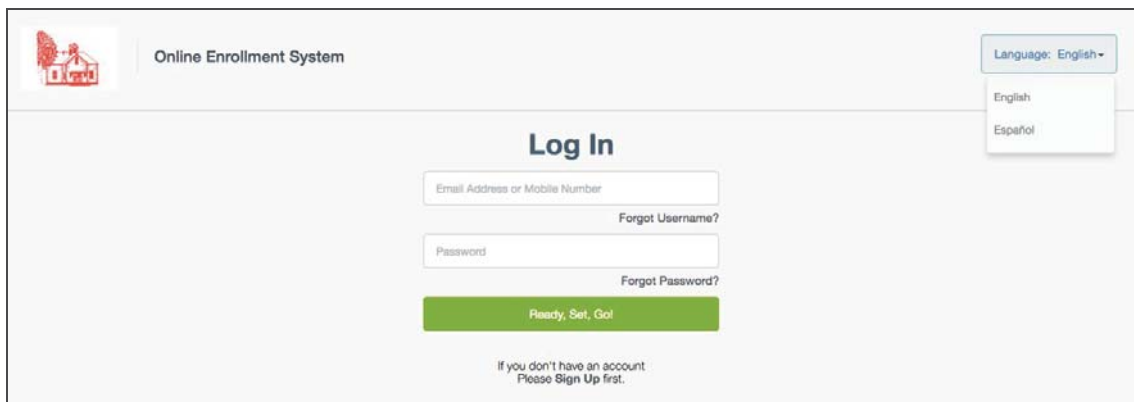 Online Enrollment System
Language: English
English
Español
Log In
Email Address or Mobile Number
Forgot Username?
Password
Forgot Password?
Ready, Set, Go!
If you don't have an account
Please Sign Up first.